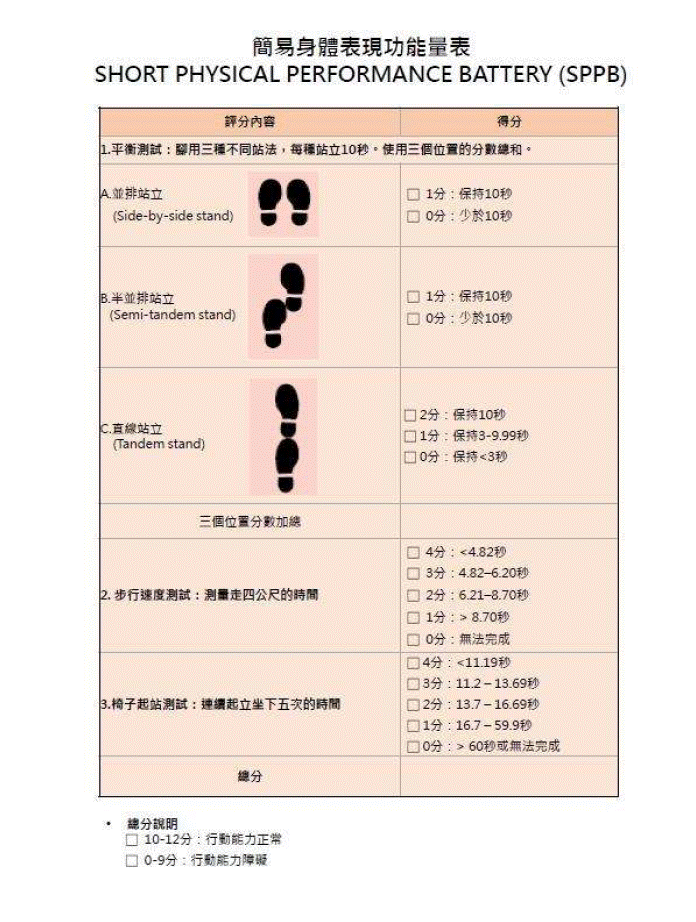 簡易身體表現功能量表
SHORT PHYSICAL PERFORMANCE BATTERY (SPPB)
評分內容
得分
1.平衡測試：腳用三種不同站法，每種站立10秒。使用三個位置的分數總和。
A.並排站立
(Side-by-side stand)
□ 1分：保持10秒
□ 0分：少於10秒
B.半並排站立
(Semi-tandem stand)
□ 1分：保持10秒
□ 0分：少於10秒
C.直線站立
(Tandem stand)
□ 2分：保持10秒
□ 1分：保持3-9.99秒
□ 0分：保持<3秒
三個位置分數加總
2. 步行速度測試：測量走四公尺的時間
□ 4分：<4.82秒
□ 3分：4.82–6.20秒
□ 2分：6.21–8.70秒
□ 1分：> 8.70秒
□ 0分：無法完成
3.椅子起站測試：連續起立坐下五次的時間
□ 4分：<11.19秒
□ 3分：11.2 – 13.69秒
□ 2分：13.7 – 16.69秒
□ 1分：16.7 – 59.9秒
□ 0分：> 60秒或無法完成
總分
• 總分說明
□ 10-12分：行動能力正常
□ 0-9分：行動能力障礙